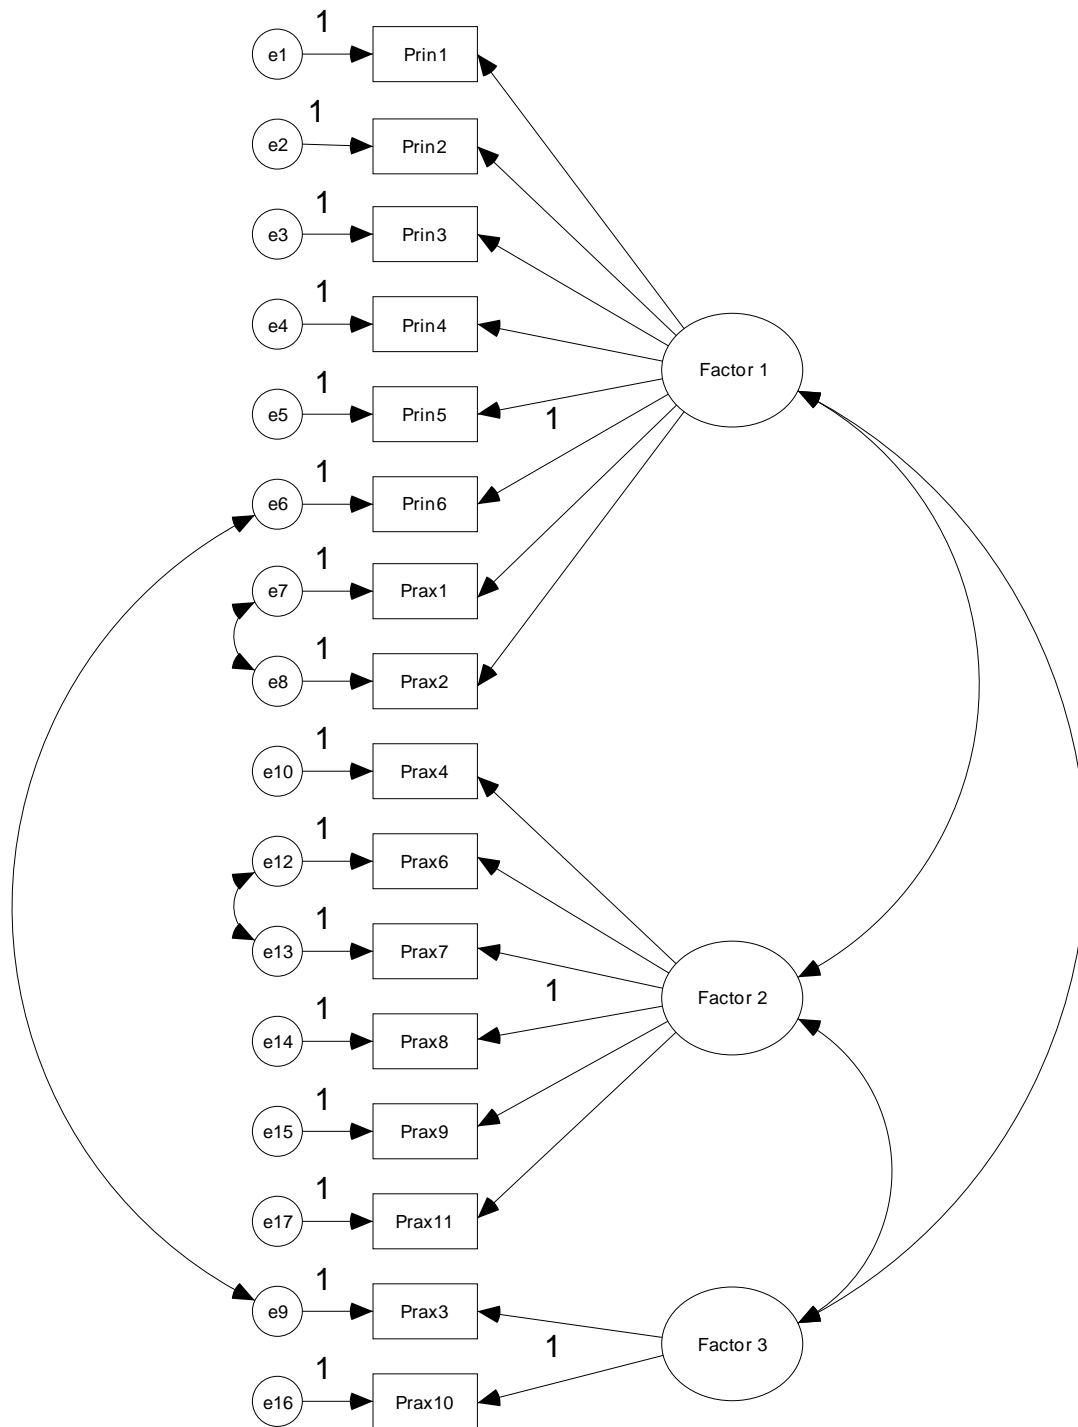 1
e1 Prin1
1
e2 Prin2
1
e3 Prin3
1
e4 Prin4
Factor 1
1
e5 Prin5
1
1
e6 Prin6
1
e7 Prax1
1
e8 Prax2
1
e10 Prax4
1
e12 Prax6
1
e13 Prax7
Factor 2
1
1
e14 Prax8
1
e15 Prax9
1
e17 Prax11
1
e9 Prax3
Factor 3
1
1
e16 Prax10